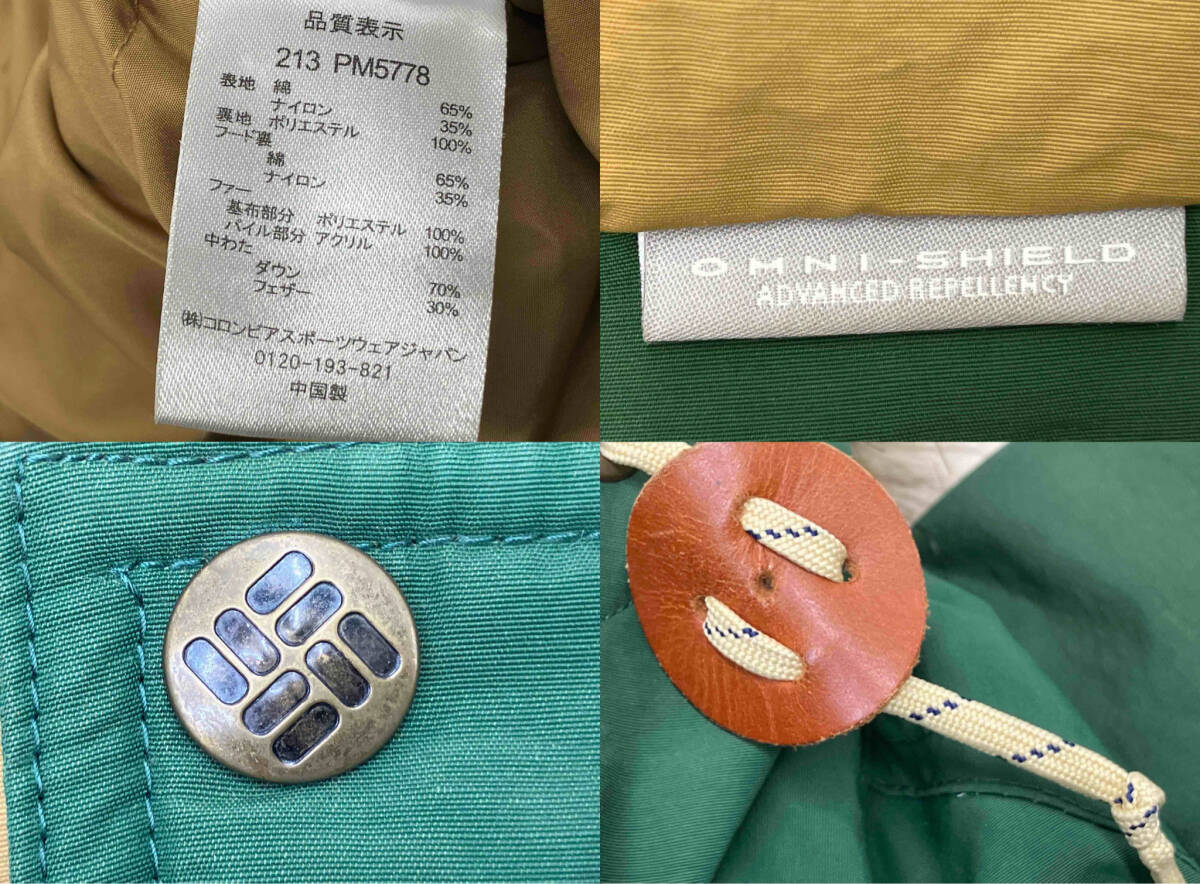 品質表示
213 PM5778
表地 綿 65%
ナイロン 35%
裏地 ポリエステル 100%
フード裏
綿 65%
ナイロン 35%
ファー
基布部分 ポリエステル 100%
パイル部分 アクリル 100%
中わた
ダウン 70%
フェザー 30%
㈱コロンビアスポーツウェアジャパン
0120-193-821
中国製
OMNI-SHIELD
ADVANCED REPELLENCY